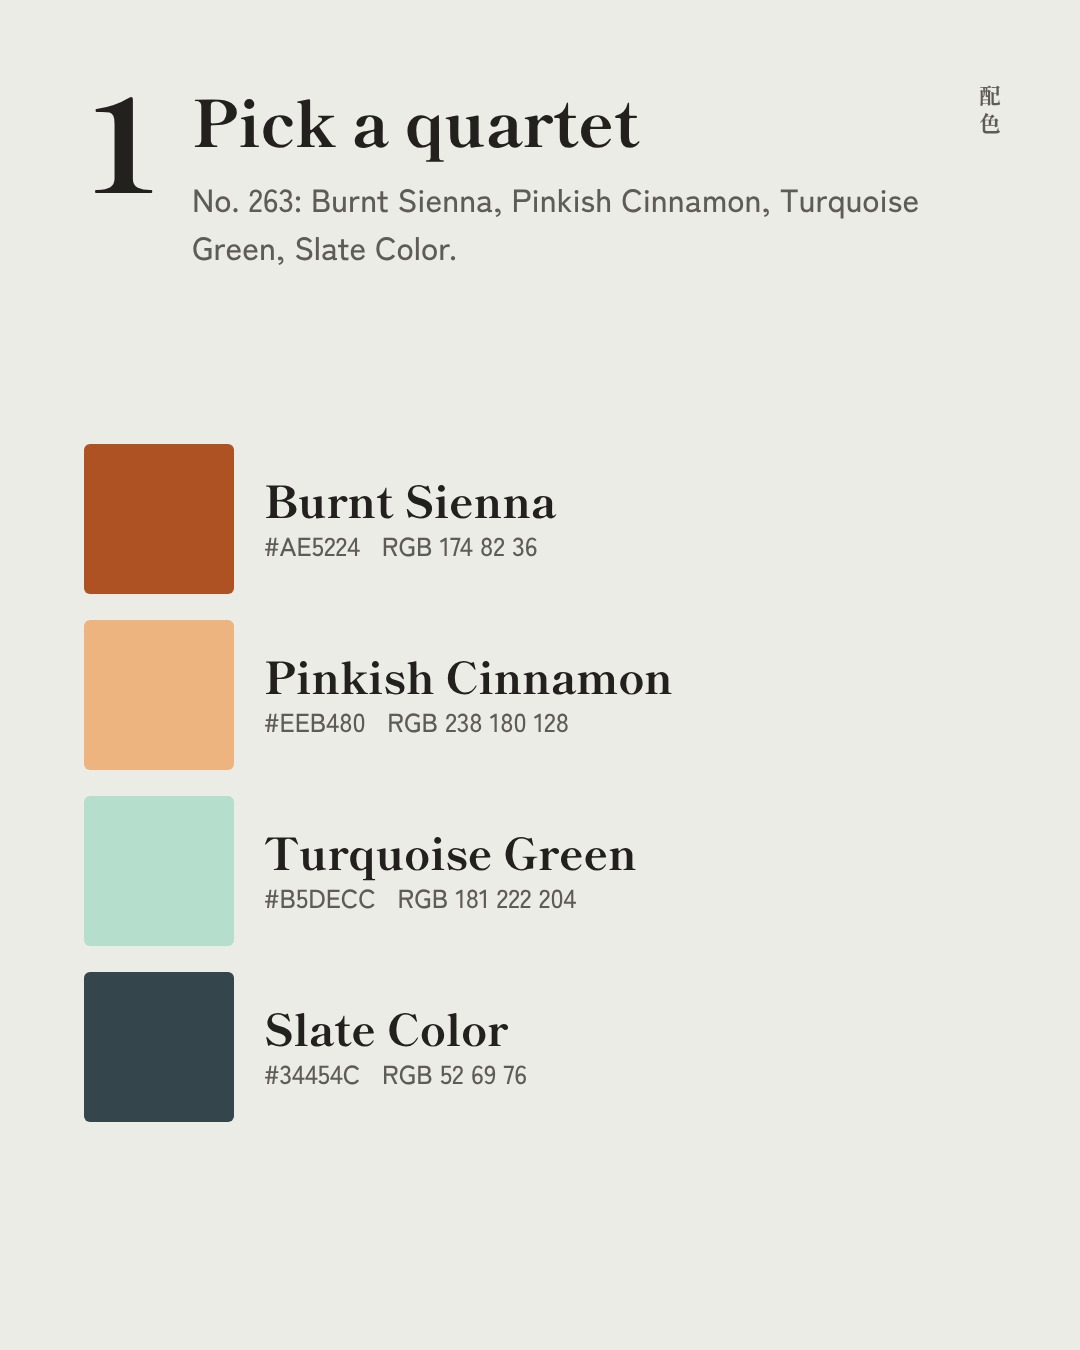 1
Pick a quartet
No. 263: Burnt Sienna, Pinkish Cinnamon, Turquoise
Green, Slate Color.
配色
Burnt Sienna
#AE5224 RGB 174 82 36
Pinkish Cinnamon
#EEB480 RGB 238 180 128
Turquoise Green
#B5DECC RGB 181 222 204
Slate Color
#34454C RGB 52 69 76